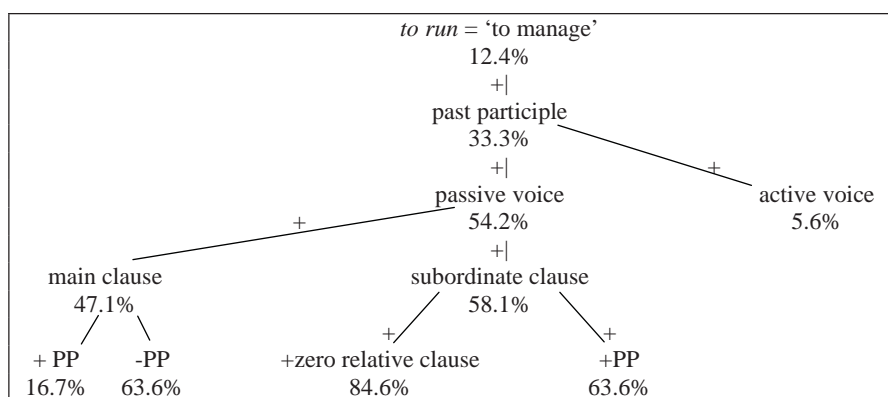 to run = ‘to manage’
12.4%
+|
past participle
33.3%
+| +
passive voice active voice
+ 54.2% 5.6%
+|
main clause subordinate clause
47.1% 58.1%
+ +
+ PP -PP +zero relative clause +PP
16.7% 63.6% 84.6% 63.6%